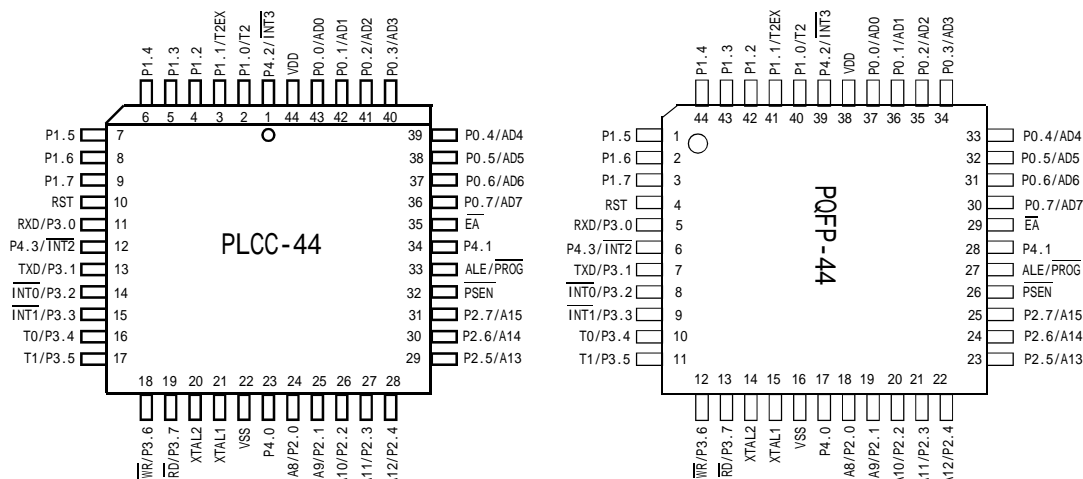 P1.4
P1.3
P1.2
P1.1/T2EX
P1.0/T2
P4.2/INT3
VDD
P0.0/AD0
P0.1/AD1
P0.2/AD2
P0.3/AD3
6 5 4 3 2 1 44 43 42 41 40
P1.5 7
P1.6 8
P1.7 9
RST 10
RXD/P3.0 11
P4.3/INT2 12
TXD/P3.1 13
INT0/P3.2 14
INT1/P3.3 15
T0/P3.4 16
T1/P3.5 17
PLCC-44
39 P0.4/AD4
38 P0.5/AD5
37 P0.6/AD6
36 P0.7/AD7
35 EA
34 P4.1
33 ALE/PROG
32 PSEN
31 P2.7/A15
30 P2.6/A14
29 P2.5/A13
18 19 20 21 22 23 24 25 26 27 28
WR/P3.6
RD/P3.7
XTAL2
XTAL1
VSS
P4.0
A8/P2.0
A9/P2.1
A10/P2.2
A11/P2.3
A12/P2.4
P1.4
P1.3
P1.2
P1.1/T2EX
P1.0/T2
P4.2/INT3
VDD
P0.0/AD0
P0.1/AD1
P0.2/AD2
P0.3/AD3
44 43 42 41 40 39 38 37 36 35 34
P1.5 1
P1.6 2
P1.7 3
RST 4
RXD/P3.0 5
P4.3/INT2 6
TXD/P3.1 7
INT0/P3.2 8
INT1/P3.3 9
T0/P3.4 10
T1/P3.5 11
PQFP-44
33 P0.4/AD4
32 P0.5/AD5
31 P0.6/AD6
30 P0.7/AD7
29 EA
28 P4.1
27 ALE/PROG
26 PSEN
25 P2.7/A15
24 P2.6/A14
23 P2.5/A13
12 13 14 15 16 17 18 19 20 21 22
WR/P3.6
RD/P3.7
XTAL2
XTAL1
VSS
P4.0
A8/P2.0
A9/P2.1
A10/P2.2
A11/P2.3
A12/P2.4